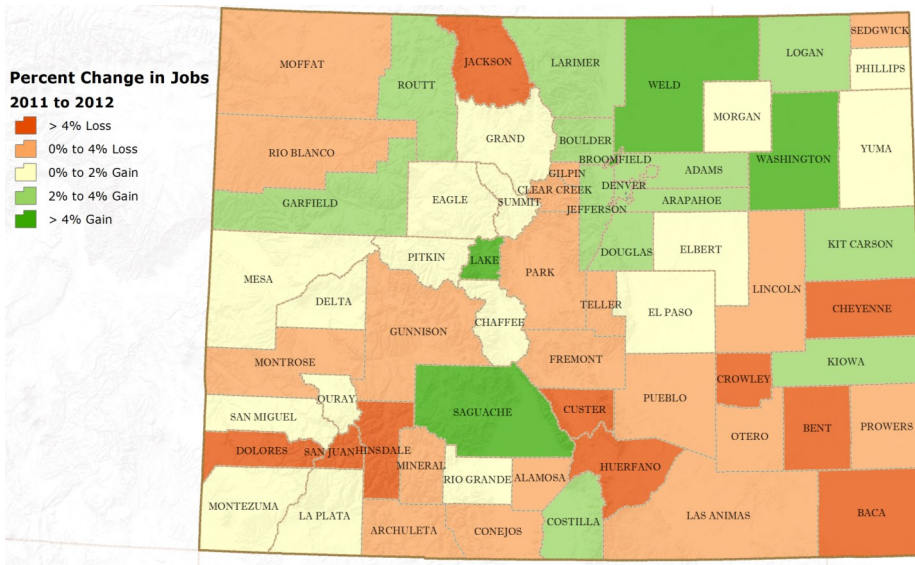 Percent Change in Jobs
2011 to 2012
> 4% Loss
0% to 4% Loss
0% to 2% Gain
2% to 4% Gain
> 4% Gain
MOFFAT
ROUTT
JACKSON
LARIMER
WELD
LOGAN
SEDGWICK
PHILLIPS
MORGAN
GRAND
BOULDER
RIO BLANCO
BROOMFIELD
WASHINGTON
YUMA
GILPIN
ADAMS
CLEAR CREEK
DENVER
EAGLE
SUMMIT
JEFFERSON
ARAPAHOE
GARFIELD
DOUGLAS
ELBERT
KIT CARSON
PITKIN
LAKE
PARK
MESA
LINCOLN
DELTA
TELLER
CHEYENNE
EL PASO
CHAFFEE
GUNNISON
FREMONT
MONTROSE
KIOWA
CROWLEY
OURAY
PUEBLO
SAGUACHE
CUSTER
SAN MIGUEL
OTERO
BENT
PROWERS
DOLORES
SAN JUAN
HINSDALE
MINERAL
HUERFANO
RIO GRANDE
ALAMOSA
MONTEZUMA
LA PLATA
LAS ANIMAS
BACA
COSTILLA
ARCHULETA
CONEJOS